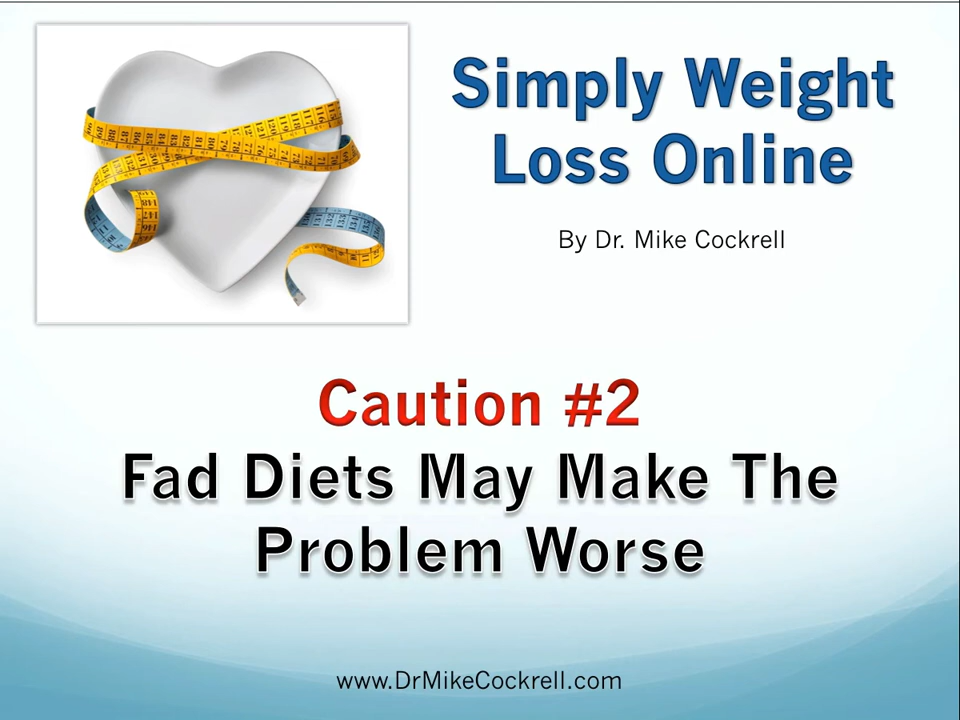 Simply Weight
Loss Online
By Dr. Mike Cockrell
Caution #2
Fad Diets May Make The
Problem Worse
www.DrMikeCockrell.com